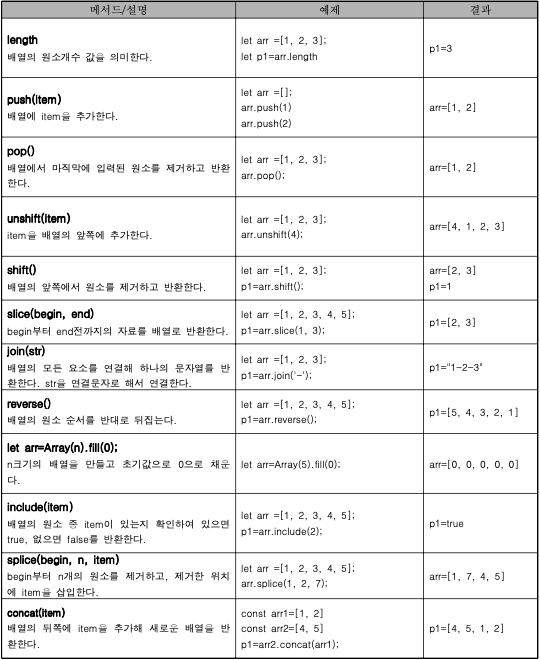 메서드/설명 예제 결과
length
배열의 원소개수 값을 의미한다.
let arr =[1, 2, 3];
let p1=arr.length
p1=3
push(item)
배열에 item을 추가한다.
let arr =[];
arr.push(1)
arr.push(2)
arr=[1, 2]
pop()
배열에서 마직막에 입력된 원소를 제거하고 반환
한다.
let arr =[1, 2, 3];
arr.pop();
arr=[1, 2]
unshift(item)
item을 배열의 앞쪽에 추가한다.
let arr =[1, 2, 3];
arr.unshift(4);
arr=[4, 1, 2, 3]
shift()
배열의 앞쪽에서 원소를 제거하고 반환한다.
let arr =[1, 2, 3];
p1=arr.shift();
arr=[2, 3]
p1=1
slice(begin, end)
begin부터 end전까지의 자료를 배열로 반환한다.
let arr =[1, 2, 3, 4, 5];
p1=arr.slice(1, 3);
p1=[2, 3]
join(str)
배열의 모든 요소를 연결해 하나의 문자열를 반
환한다. str을 연결문자로 해서 연결한다.
let arr =[1, 2, 3];
p1=arr.join('-');
p1="1-2-3"
reverse()
배열의 원소 순서를 반대로 뒤집는다.
let arr =[1, 2, 3, 4, 5];
p1=arr.reverse();
p1=[5, 4, 3, 2, 1]
let arr=Array(n).fill(0);
n크기의 배열을 만들고 초기값으로 0으로 채운
다.
let arr=Array(5).fill(0);
arr=[0, 0, 0, 0, 0]
include(item)
배열의 원소 중 item이 있는지 확인하여 있으면
true, 없으면 false를 반환한다.
let arr =[1, 2, 3, 4, 5];
p1=arr.include(2);
p1=true
splice(begin, n, item)
begin부터 n개의 원소를 제거하고, 제거한 위치
에 item을 삽입한다.
let arr =[1, 2, 3, 4, 5];
arr.splice(1, 2, 7);
arr=[1, 7, 4, 5]
concat(item)
배열의 뒤쪽에 item을 추가해 새로운 배열을 반
환한다.
const arr1=[1, 2]
const arr2=[4, 5]
p1=arr2.concat(arr1);
p1=[4, 5, 1, 2]